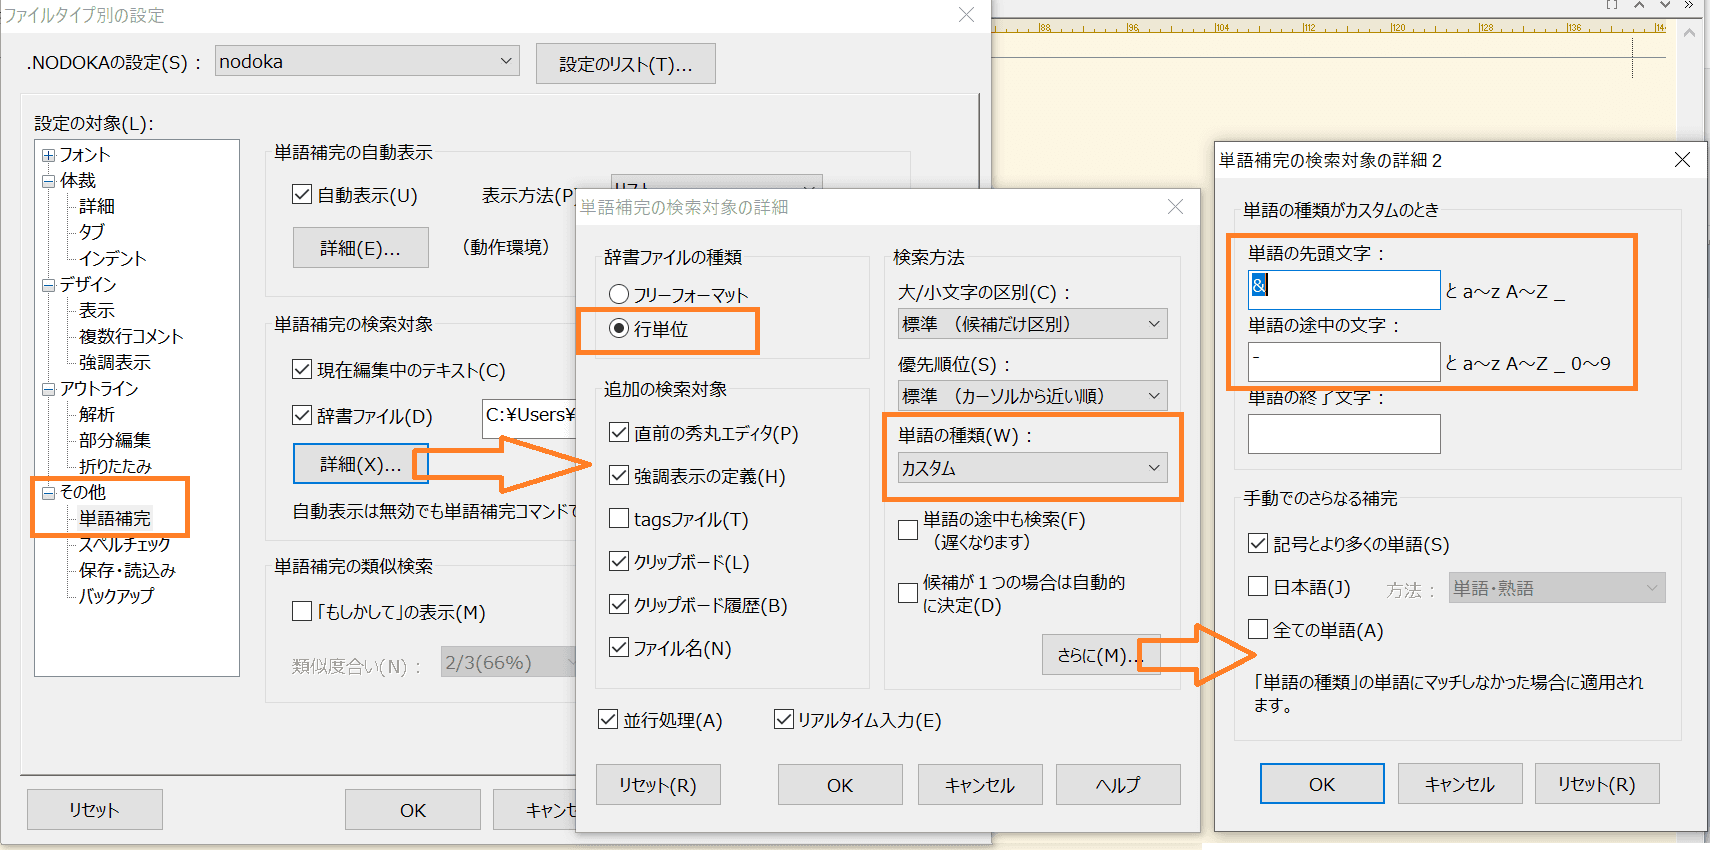 ファイルタイプ別の設定
.NODOKAの設定(S)：
nodoka
設定のリスト(T)...
設定の対象(L):
フォント
体裁
詳細
タブ
インデント
デザイン
表示
複数行コメント
強調表示
アウトライン
解析
部分編集
折りたたみ
その他
単語補完
スペルチェック
保存・読込み
バックアップ
単語補完の自動表示
自動表示(U)
表示方法(P)
リスト
詳細(E)...
（動作環境）
単語補完の検索対象
現在編集中のテキスト(C)
辞書ファイル(D)
C:¥Users¥
詳細(X)...
自動表示は無効でも単語補完コマンドで
単語補完の類似検索
「もしかして」の表示(M)
類似度合い(N)：
2/3(66%)
リセット
OK
キャンセ
単語補完の検索対象の詳細
辞書ファイルの種類
フリーフォーマット
行単位
追加の検索対象
直前の秀丸エディタ(P)
強調表示の定義(H)
tagsファイル(T)
クリップボード(L)
クリップボード履歴(B)
ファイル名(N)
検索方法
大/小文字の区別(C)：
標準　（候補だけ区別）
優先順位(S)：
標準　（カーソルから近い順）
単語の種類(W)：
カスタム
単語の途中も検索(F)
（遅くなります）
候補が１つの場合は自動的
に決定(D)
さらに(M)...
並行処理(A)
リアルタイム入力(E)
リセット(R)
OK
キャンセル
ヘルプ
88 96 104 112 120 128 136 14
単語補完の検索対象の詳細２
単語の種類がカスタムのとき
単語の先頭文字：
& と a～z A～Z _
単語の途中の文字：
- と a～z A～Z _ 0～9
単語の終了文字：
手動でのさらなる補完
記号とより多くの単語(S)
日本語(J)
方法：
単語・熟語
全ての単語(A)
「単語の種類」の単語にマッチしなかった場合に適用され
ます。
OK
キャンセル
リセット(R)